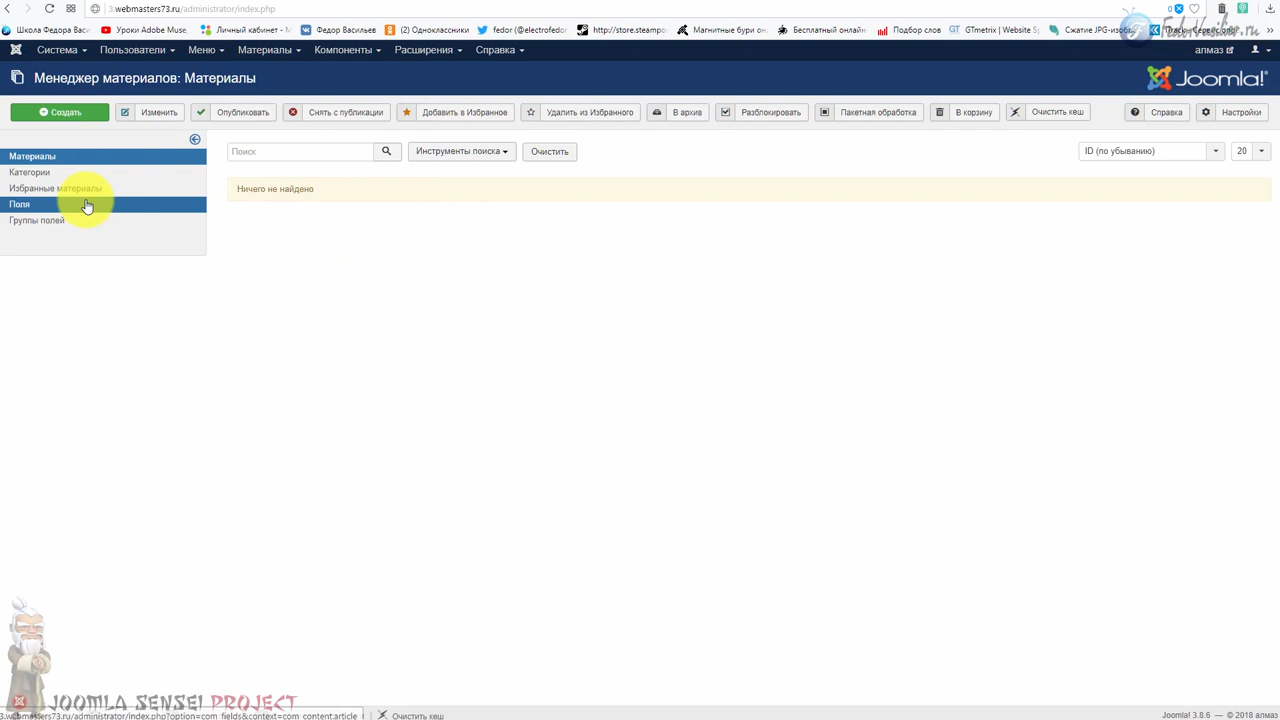 3.webmasters73.ru/administrator/index.php
0
Школа Федора Васи
Уроки Adobe Muse
Личный кабинет -
Федор Васильев
(2) Одноклассники
fedor (@electrofedor
http://store.steampo
Магнитные бури он
Бесплатный онлайн
Подбор слов
GTmetrix | Website S
Сжатие JPG-изобр
Система
Пользователи
Меню
Материалы
Компоненты
Расширения
Справка
алмаз
Менеджер материалов: Материалы
Joomla!
Создать
Изменить
Опубликовать
Снять с публикации
Добавить в Избранное
Удалить из Избранного
В архив
Разблокировать
Пакетная обработка
В корзину
Очистить кеш
Справка
Настройки
Материалы
Категории
Избранные материалы
Поля
Группы полей
Поиск
Инструменты поиска
Очистить
ID (по убыванию)
20
Ничего не найдено
JOOMLA SENSEI PROJECT
3.webmasters73.ru/administrator/index.php?option=com_fields&context=com_content.article
Очистить кеш
Joomla! 3.8.6 — © 2018 алмаз